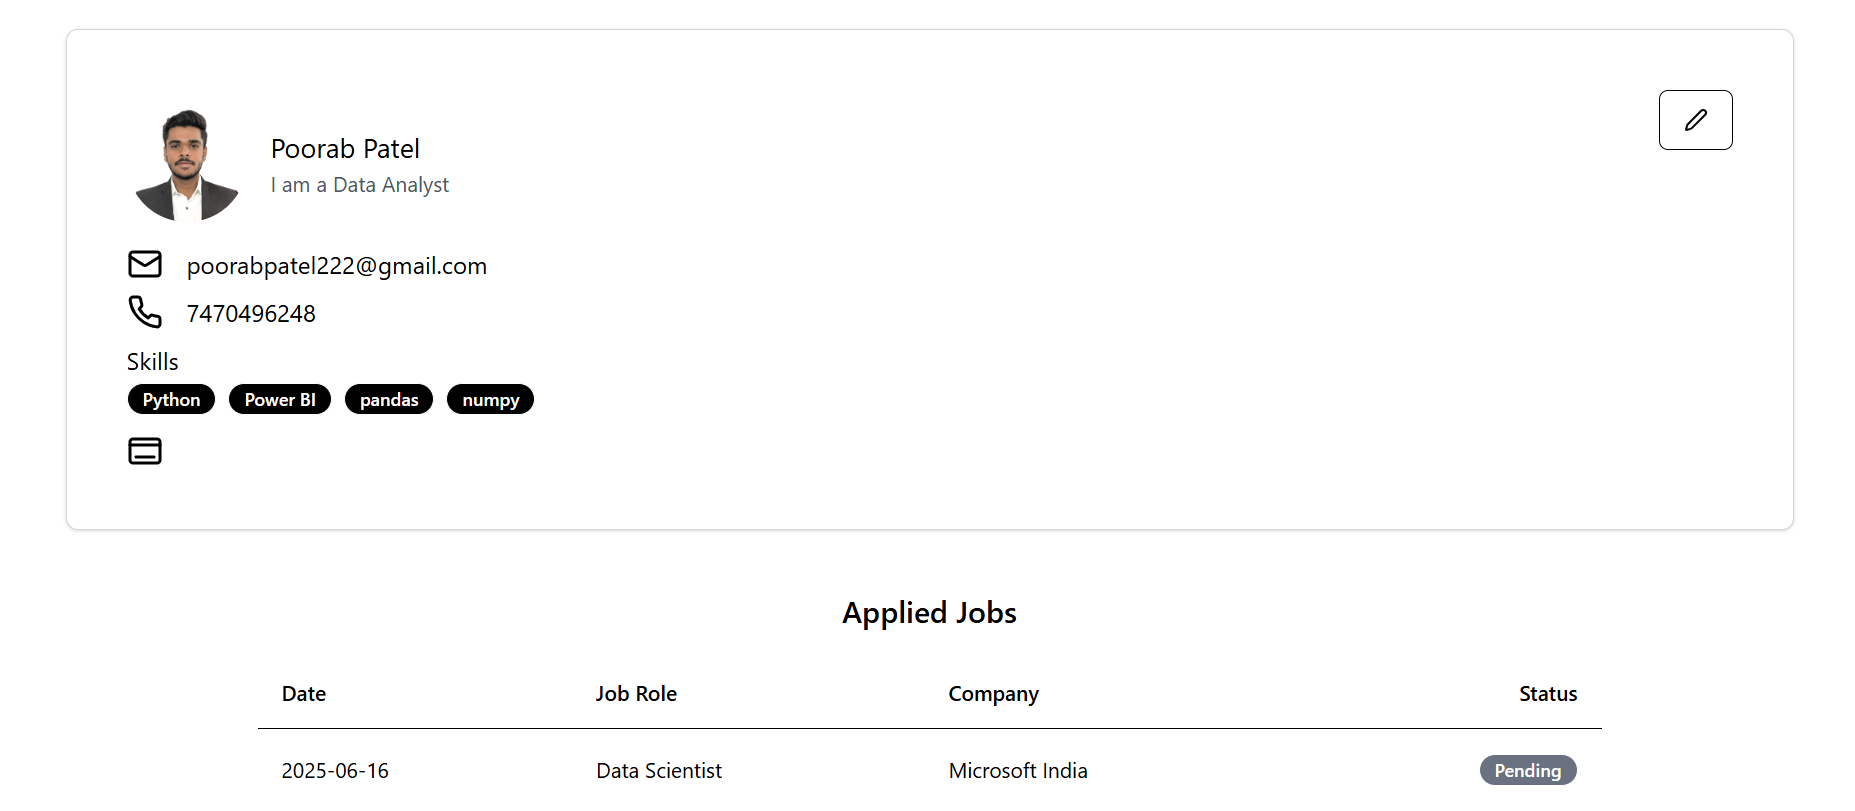 Poorab Patel
I am a Data Analyst
poorabpatel222@gmail.com
7470496248
Skills
Python Power BI pandas numpy
Applied Jobs
Date Job Role Company Status
2025-06-16 Data Scientist Microsoft India Pending